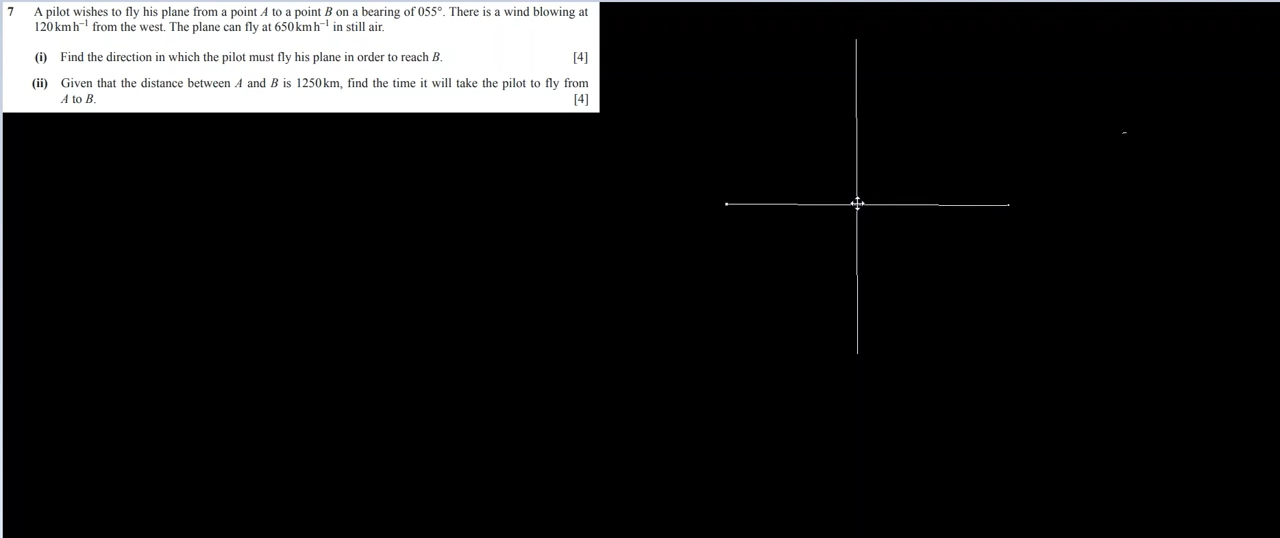 7 A pilot wishes to fly his plane from a point A to a point B on a bearing of 055°. There is a wind blowing at
120 km h⁻¹ from the west. The plane can fly at 650 km h⁻¹ in still air.
(i) Find the direction in which the pilot must fly his plane in order to reach B. [4]
(ii) Given that the distance between A and B is 1250 km, find the time it will take the pilot to fly from
A to B. [4]